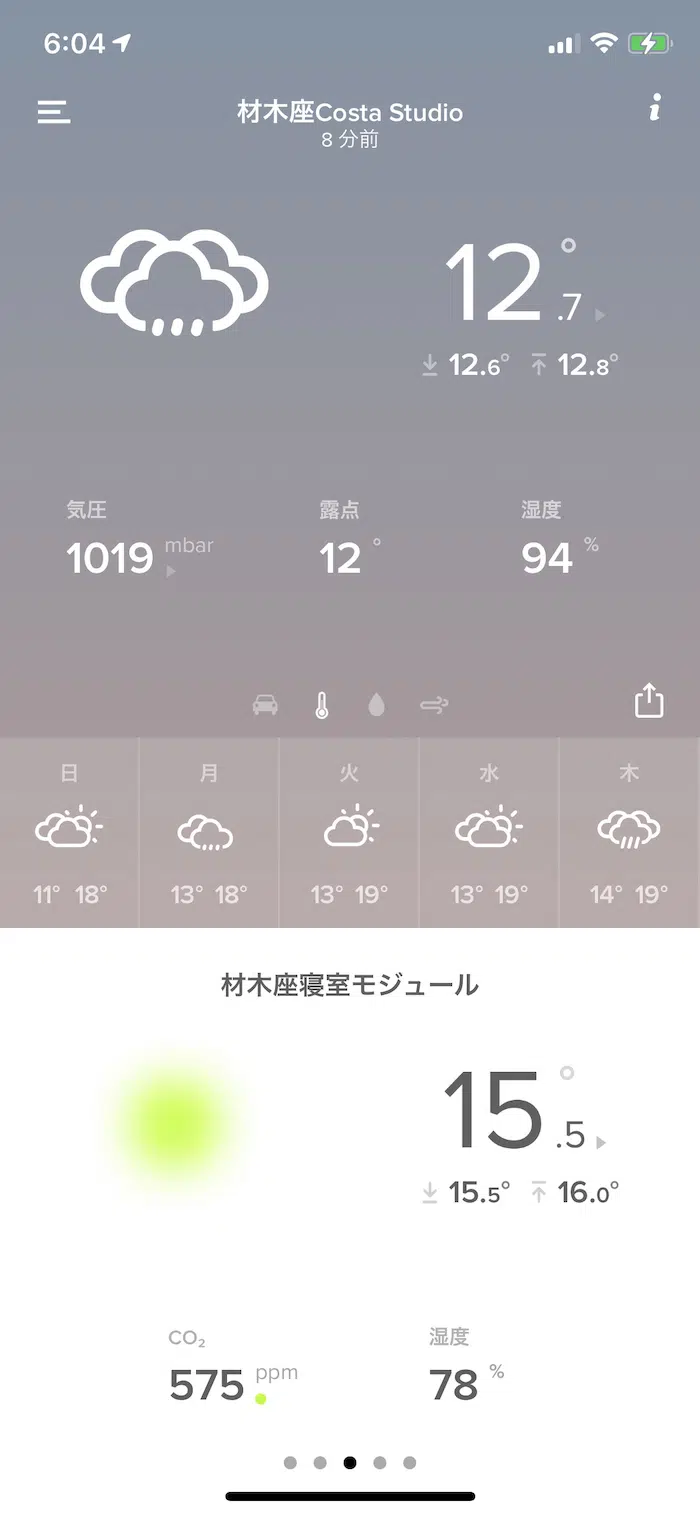 6:04
材木座Costa Studio
i
8 分前
12.7°
12.6° 12.8°
気圧 露点 湿度
1019 mbar 12° 94 %
日 月 火 水 木
11° 18° 13° 18° 13° 19° 13° 19° 14° 19°
材木座寝室モジュール
15.5°
15.5° 16.0°
CO₂ 湿度
575 ppm 78 %